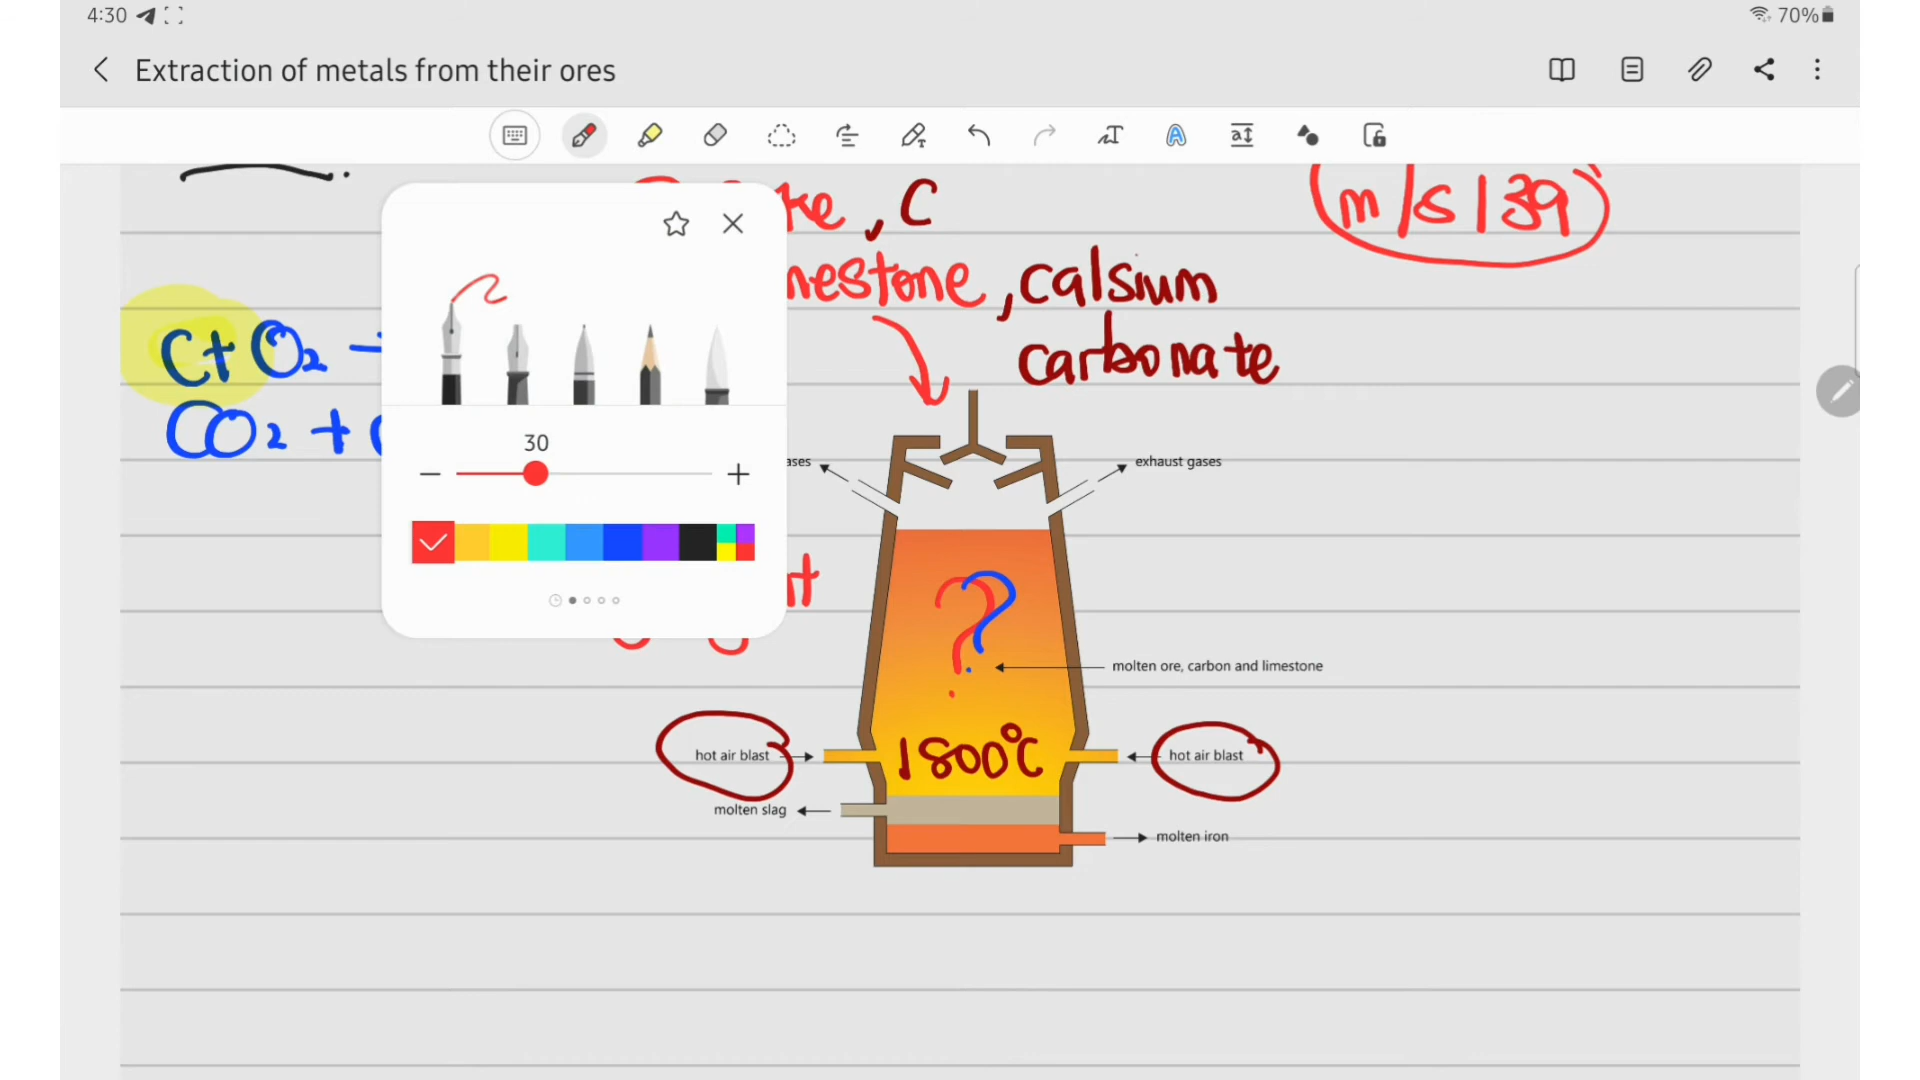 4:30
70%
Extraction of metals from their ores
, C
(m/s 139)
nestone , calsium
carbonate
C + O₂ -
CO₂ +
30
ases
exhaust gases
molten ore, carbon and limestone
1800°C
hot air blast
hot air blast
molten slag
molten iron